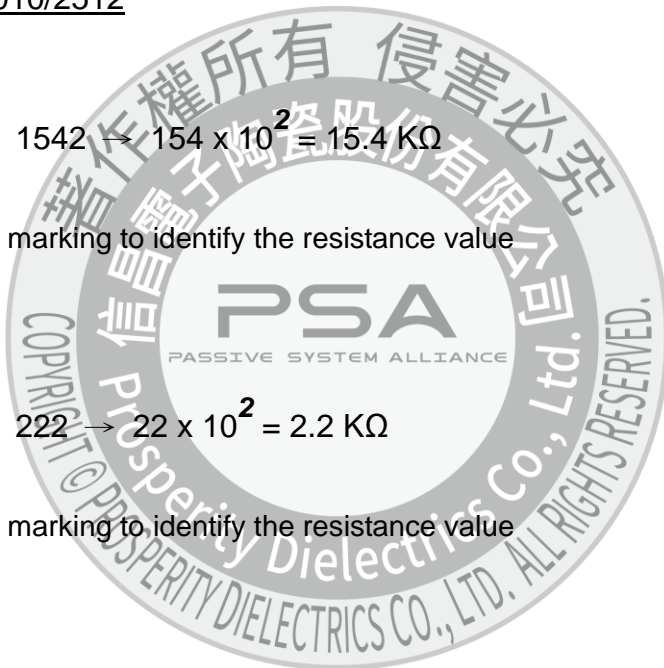 1542 → 154 x 10² = 15.4 KΩ
marking to identify the resistance value
222 → 22 x 10² = 2.2 KΩ
marking to identify the resistance value
著作權所有 侵害必究
信昌電子陶瓷股份有限公司
PSA
PASSIVE SYSTEM ALLIANCE
Prosperity Dielectrics Co., Ltd.
COPYRIGHT © PROSPERITY DIELECTRICS CO., LTD. ALL RIGHTS RESERVED.